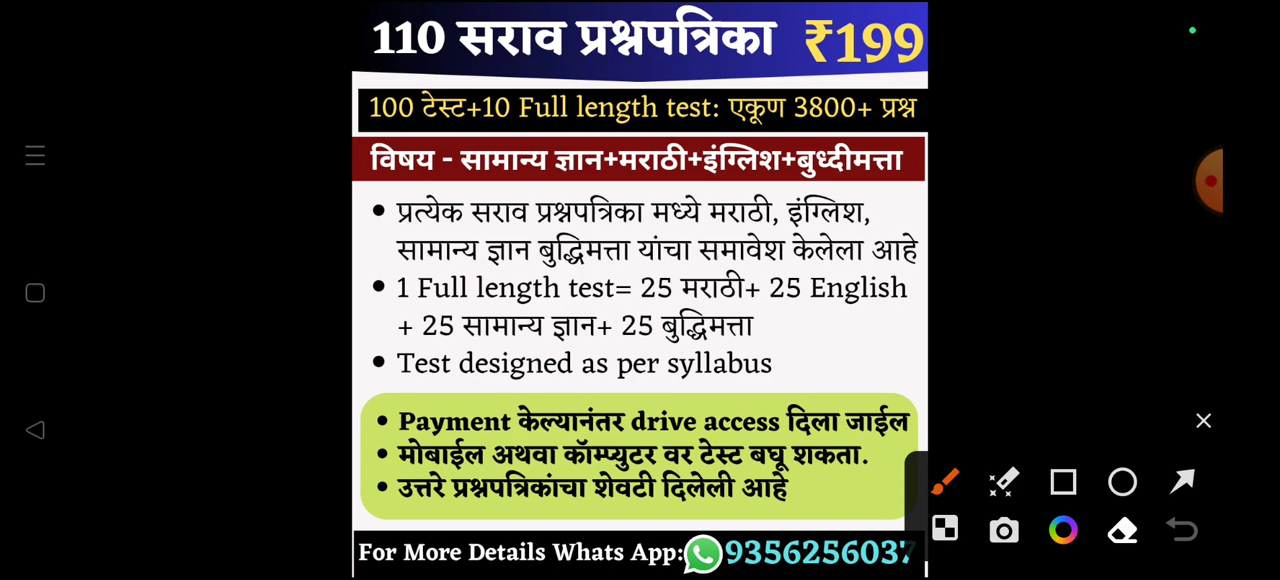 110 सराव प्रश्नपत्रिका ₹199
100 टेस्ट+10 Full length test: एकूण 3800+ प्रश्न
विषय - सामान्य ज्ञान+मराठी+इंग्लिश+बुध्दीमत्ता
• प्रत्येक सराव प्रश्नपत्रिका मध्ये मराठी, इंग्लिश,
सामान्य ज्ञान बुद्धिमत्ता यांचा समावेश केलेला आहे
• 1 Full length test= 25 मराठी+ 25 English
+ 25 सामान्य ज्ञान+ 25 बुद्धिमत्ता
• Test designed as per syllabus
• Payment केल्यानंतर drive access दिला जाईल
• मोबाईल अथवा कॉम्प्युटर वर टेस्ट बघू शकता.
• उत्तरे प्रश्नपत्रिकांचा शेवटी दिलेली आहे
For More Details Whats App: 9356256037